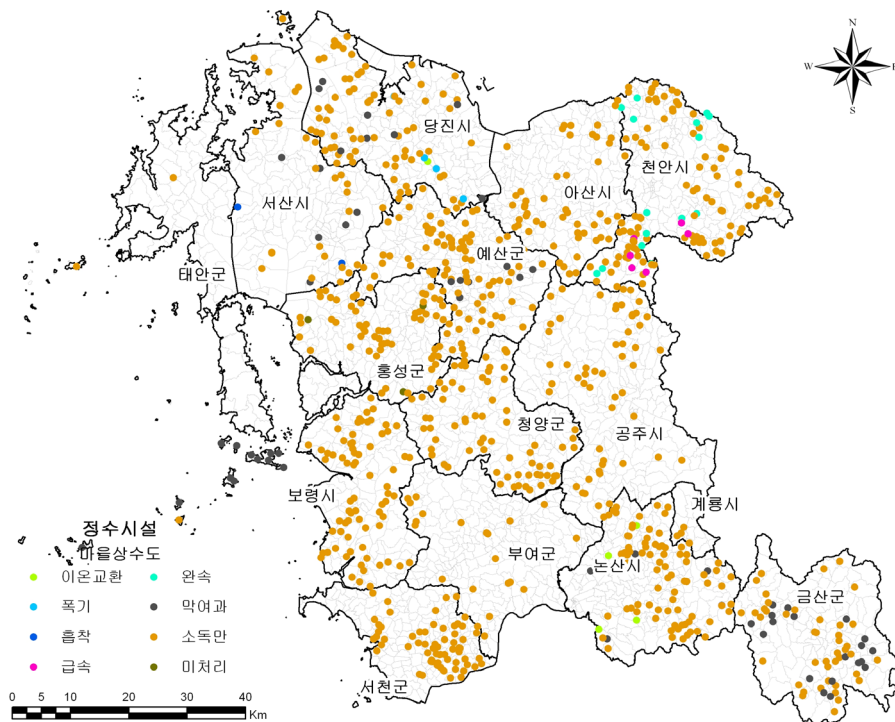 N
W
E
S
당진시
천안시
아산시
서산시
예산군
태안군
홍성군
청양군
공주시
계룡시
보령시
부여군
논산시
금산군
서천군
정수시설
마을상수도
이온교환 완속
폭기 막여과
흡착 소독만
급속 미처리
0 5 10 20 30 40
Km